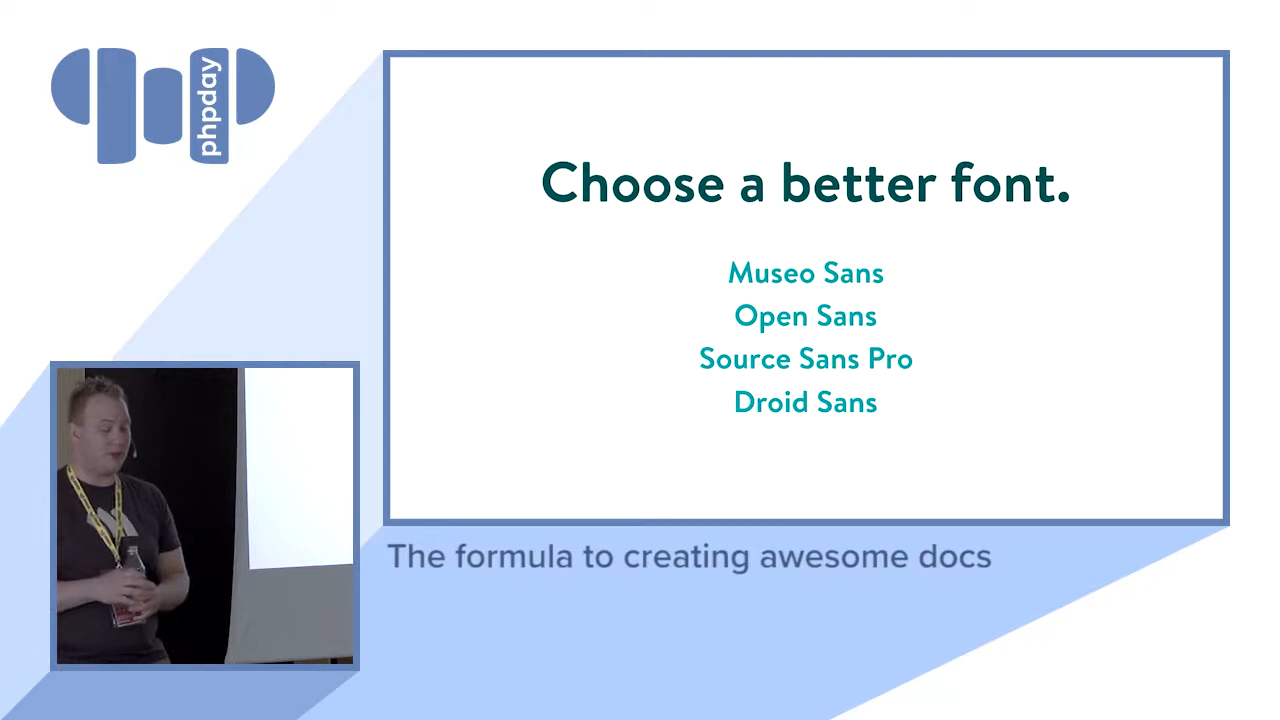 phpday
Choose a better font.
Museo Sans
Open Sans
Source Sans Pro
Droid Sans
The formula to creating awesome docs